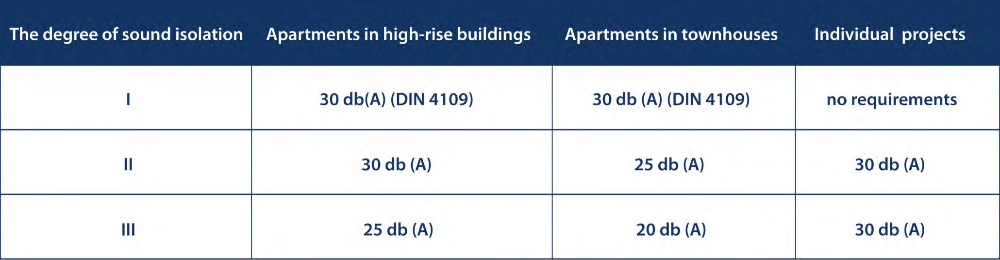 The degree of sound isolation Apartments in high-rise buildings Apartments in townhouses Individual projects
I 30 db(A) (DIN 4109) 30 db (A) (DIN 4109) no requirements
II 30 db (A) 25 db (A) 30 db (A)
III 25 db (A) 20 db (A) 30 db (A)